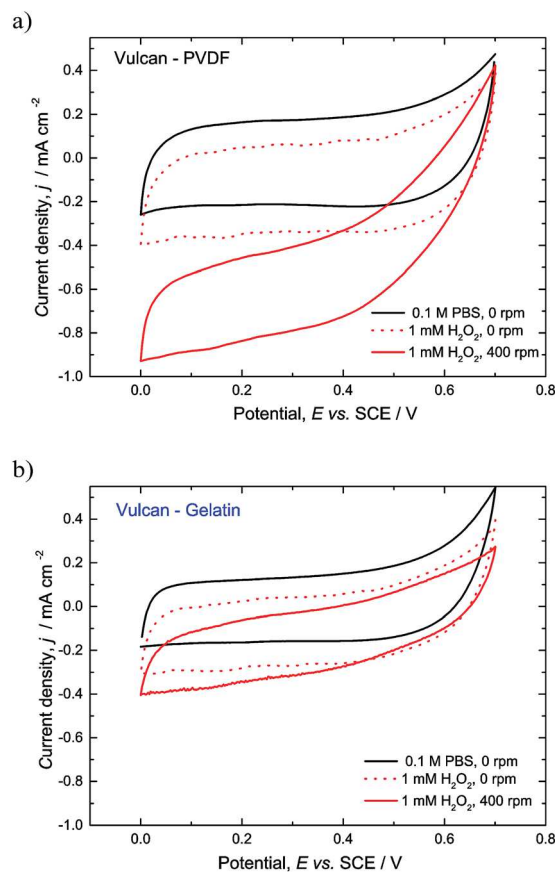 a)
Vulcan - PVDF
0.4
0.2
0.0
-0.2
-0.4
-0.6
-0.8
-1.0
Current density, j / mA cm⁻²
0.1 M PBS, 0 rpm
1 mM H₂O₂, 0 rpm
1 mM H₂O₂, 400 rpm
0.0 0.2 0.4 0.6 0.8
Potential, E vs. SCE / V
b)
Vulcan - Gelatin
0.4
0.2
0.0
-0.2
-0.4
-0.6
-0.8
-1.0
Current density, j / mA cm⁻²
0.1 M PBS, 0 rpm
1 mM H₂O₂, 0 rpm
1 mM H₂O₂, 400 rpm
0.0 0.2 0.4 0.6 0.8
Potential, E vs. SCE / V